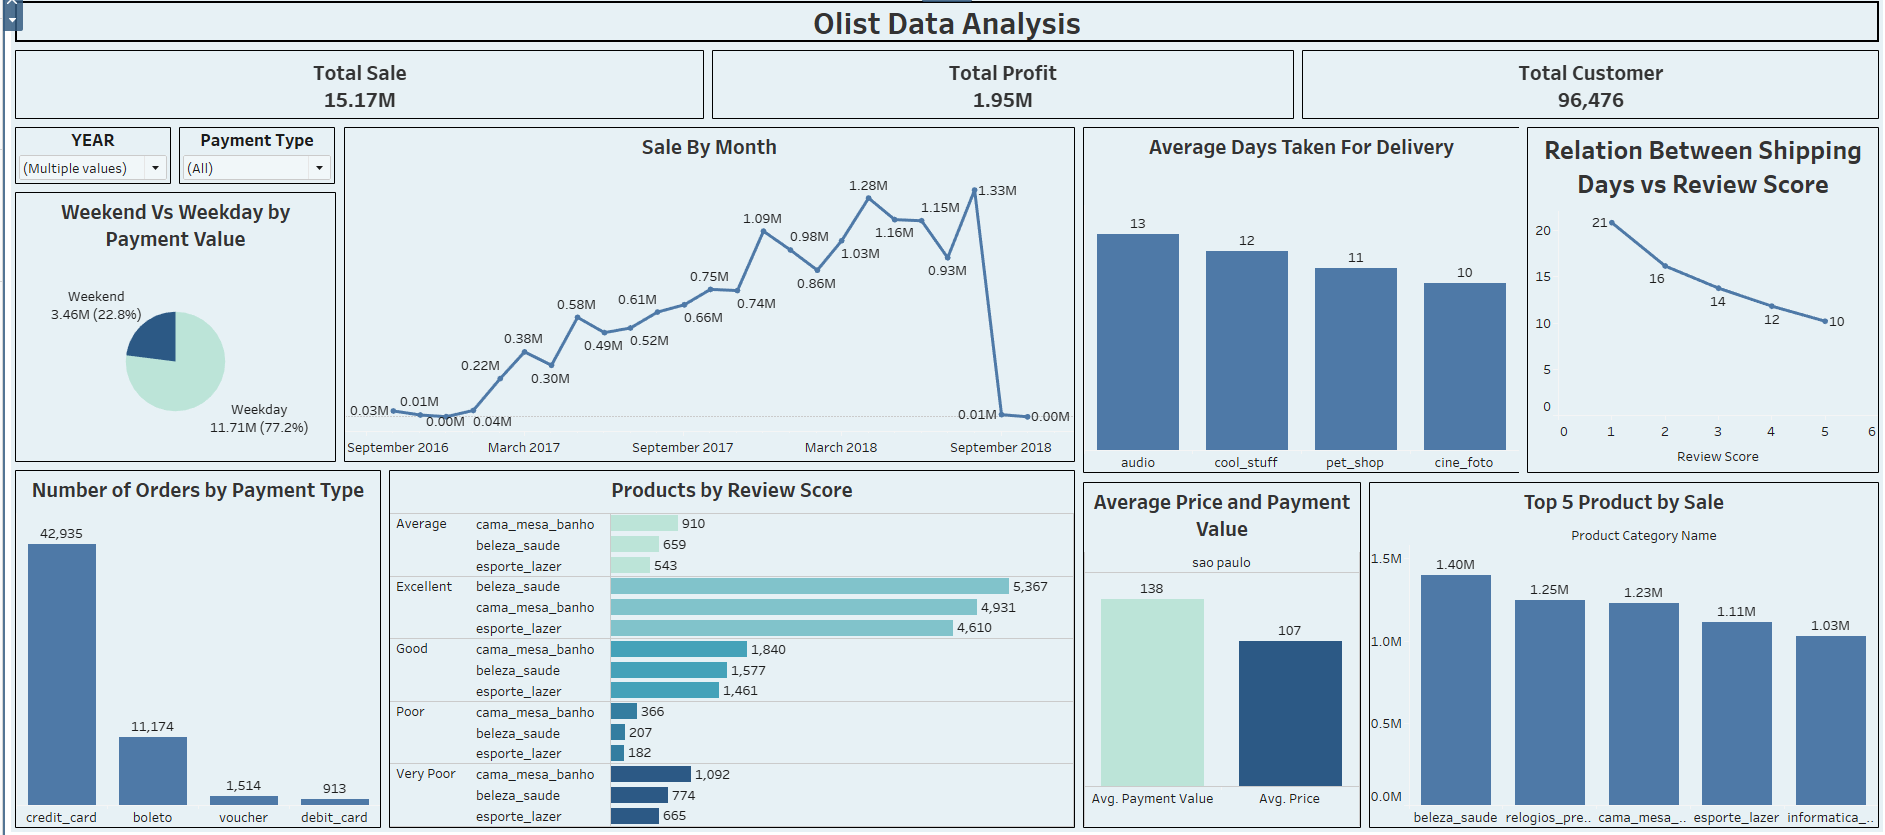 Olist Data Analysis
Total Sale
15.17M
Total Profit
1.95M
Total Customer
96,476
YEAR
(Multiple values)
Payment Type
(All)
Weekend Vs Weekday by
Payment Value
Weekend
3.46M (22.8%)
Weekday
11.71M (77.2%)
Sale By Month
0.03M
0.01M
0.00M
0.04M
0.22M
0.38M
0.30M
0.58M
0.49M
0.61M
0.52M
0.66M
0.75M
0.74M
1.09M
0.98M
0.86M
1.03M
1.28M
1.16M
1.15M
0.93M
1.33M
0.01M
0.00M
September 2016
March 2017
September 2017
March 2018
September 2018
Average Days Taken For Delivery
13
12
11
10
audio
cool_stuff
pet_shop
cine_foto
Relation Between Shipping
Days vs Review Score
20
15
10
5
0
21
16
14
12
10
0
1
2
3
4
5
6
Review Score
Number of Orders by Payment Type
42,935
11,174
1,514
913
credit_card
boleto
voucher
debit_card
Products by Review Score
Average
cama_mesa_banho
910
beleza_saude
659
esporte_lazer
543
Excellent
beleza_saude
5,367
cama_mesa_banho
4,931
esporte_lazer
4,610
Good
cama_mesa_banho
1,840
beleza_saude
1,577
esporte_lazer
1,461
Poor
cama_mesa_banho
366
beleza_saude
207
esporte_lazer
182
Very Poor
cama_mesa_banho
1,092
beleza_saude
774
esporte_lazer
665
Average Price and Payment
Value
sao paulo
138
107
Avg. Payment Value
Avg. Price
Top 5 Product by Sale
Product Category Name
1.5M
1.0M
0.5M
0.0M
1.40M
1.25M
1.23M
1.11M
1.03M
beleza_saude
relogios_pre..
cama_mesa_..
esporte_lazer
informatica_..